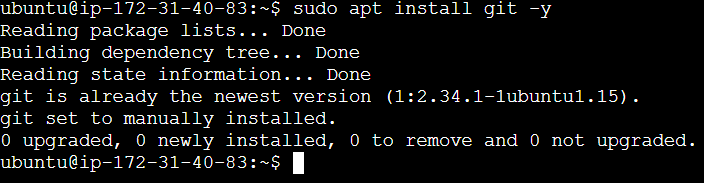 ubuntu@ip-172-31-40-83:~$ sudo apt install git -y
Reading package lists... Done
Building dependency tree... Done
Reading state information... Done
git is already the newest version (1:2.34.1-1ubuntu1.15).
git set to manually installed.
0 upgraded, 0 newly installed, 0 to remove and 0 not upgraded.
ubuntu@ip-172-31-40-83:~$